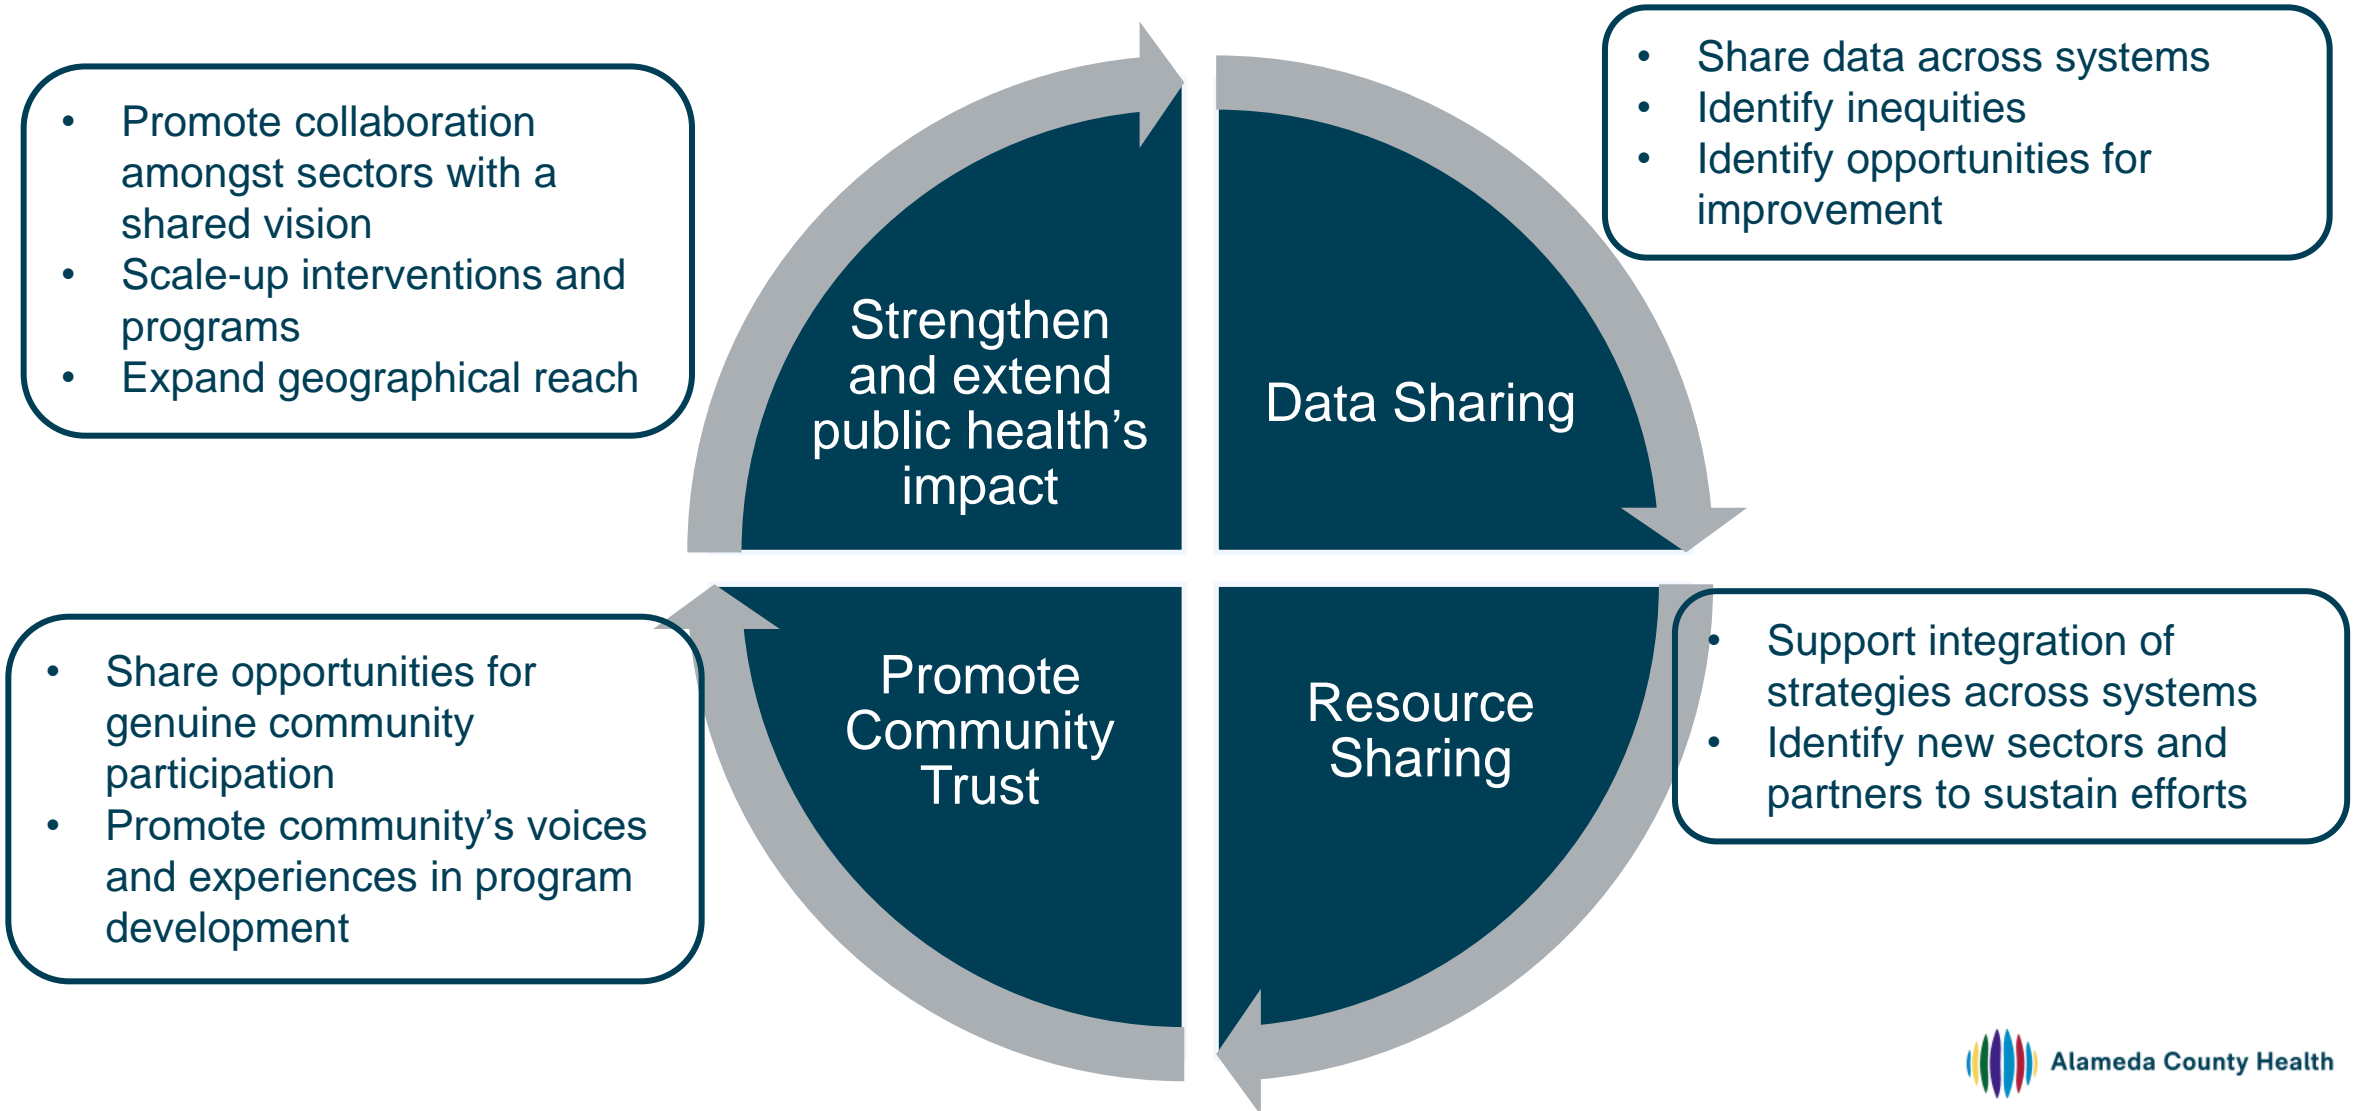 • Promote collaboration
amongst sectors with a
shared vision
• Scale-up interventions and
programs
• Expand geographical reach
Strengthen
and extend
public health’s
impact
Data Sharing
• Share data across systems
• Identify inequities
• Identify opportunities for
improvement
• Share opportunities for
genuine community
participation
• Promote community’s voices
and experiences in program
development
Promote
Community
Trust
Resource
Sharing
• Support integration of
strategies across systems
• Identify new sectors and
partners to sustain efforts
Alameda County Health